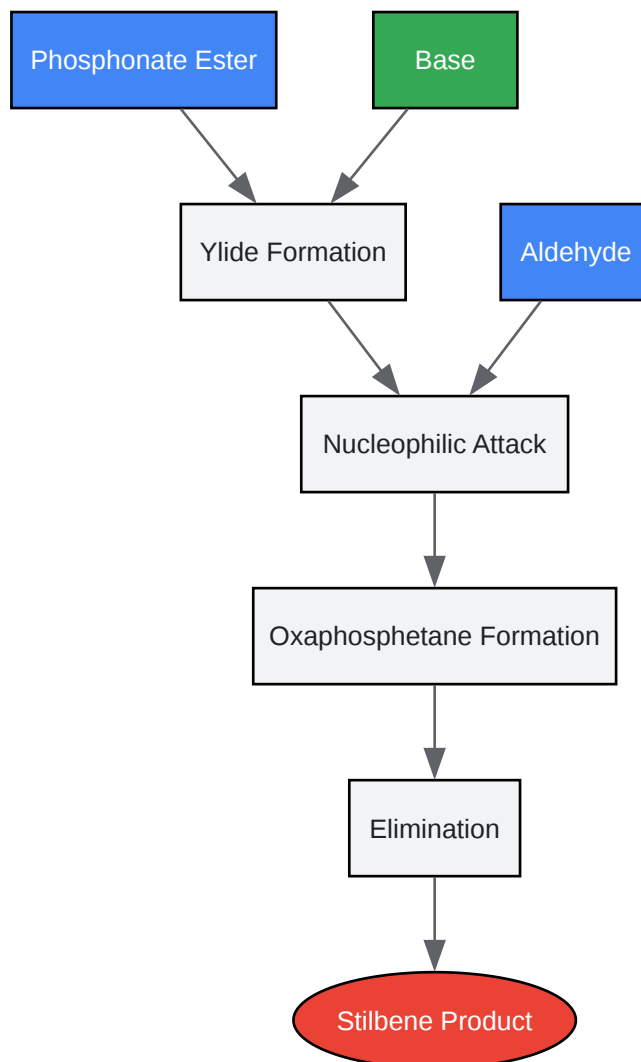 Phosphonate Ester
Base
Ylide Formation
Aldehyde
Nucleophilic Attack
Oxaphosphetane Formation
Elimination
Stilbene Product